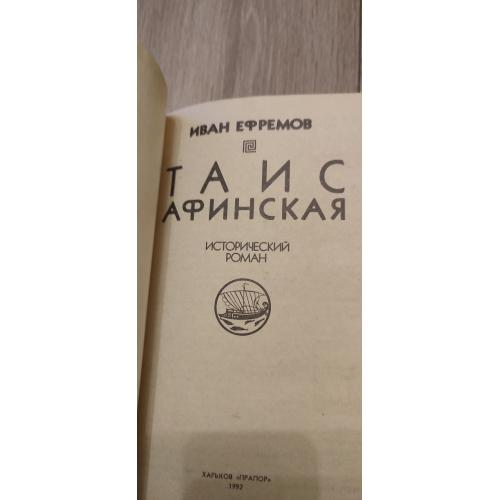 ИВАН ЕФРЕМОВ
ТАИС
АФИНСКАЯ
ИСТОРИЧЕСКИЙ
РОМАН
ХАРЬКОВ «ПРАПОР»
1992